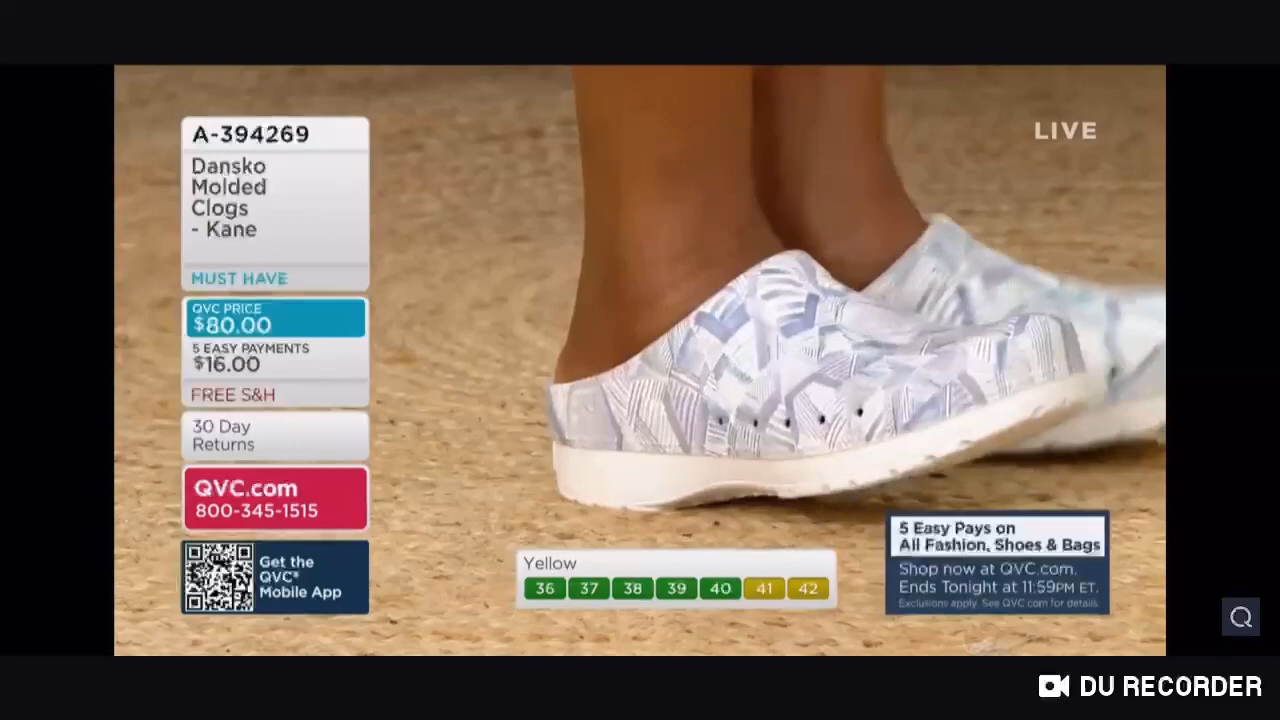 A-394269
Dansko
Molded
Clogs
- Kane
MUST HAVE
QVC PRICE
$80.00
5 EASY PAYMENTS
$16.00
FREE S&H
30 Day
Returns
QVC.com
800-345-1515
Get the
QVC®
Mobile App
LIVE
Yellow
36 37 38 39 40 41 42
5 Easy Pays on
All Fashion, Shoes & Bags
Shop now at QVC.com.
Ends Tonight at 11:59PM ET.
Exclusions apply. See QVC.com for details.
Q
DU RECORDER